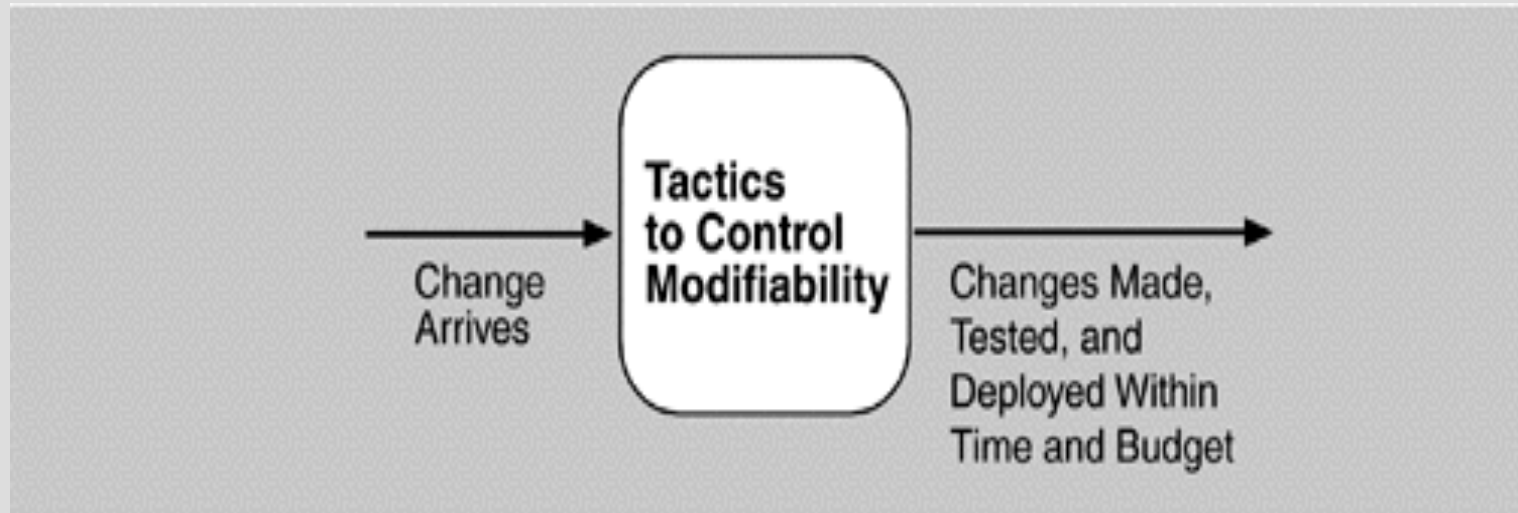 Change
Arrives
Tactics
to Control
Modifiability
Changes Made,
Tested, and
Deployed Within
Time and Budget